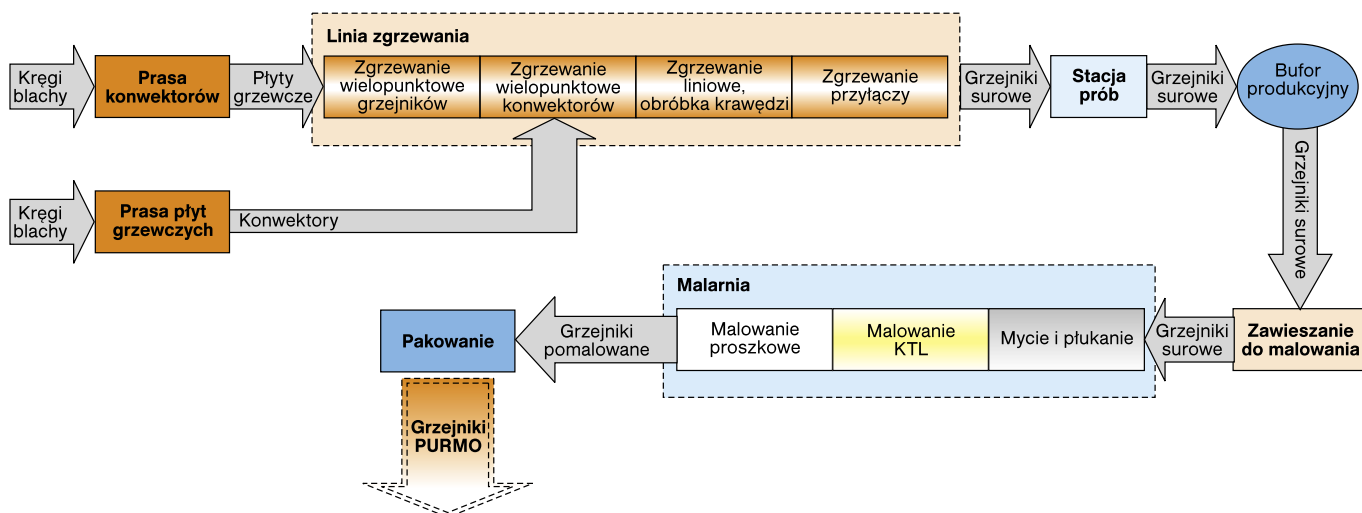 Linia zgrzewania
Kręgi
blachy
Prasa
konwektorów
Płyty
grzewcze
Zgrzewanie
wielopunktowe
grzejników
Zgrzewanie
wielopunktowe
konwektorów
Zgrzewanie
liniowe,
obróbka krawędzi
Zgrzewanie
przyłączy
Grzejniki
surowe
Stacja
prób
Grzejniki
surowe
Bufor
produkcyjny
Grzejniki surowe
Kręgi
blachy
Prasa płyt
grzewczych
Konwektory
Malarnia
Pakowanie
Grzejniki
pomalowane
Malowanie
proszkowe
Malowanie
KTL
Mycie i płukanie
Grzejniki
surowe
Zawieszanie
do malowania
Grzejniki
PURMO